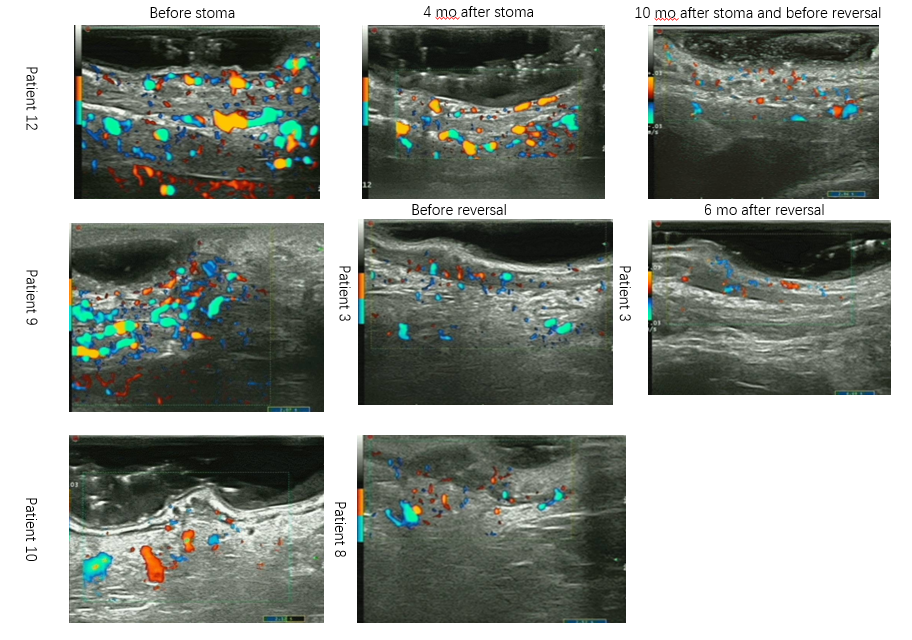 Before stoma
4 mo after stoma
10 mo after stoma and before reversal
Patient 12
12
Before reversal
6 mo after reversal
Patient 9
Patient 3
Patient 3
Patient 10
Patient 8